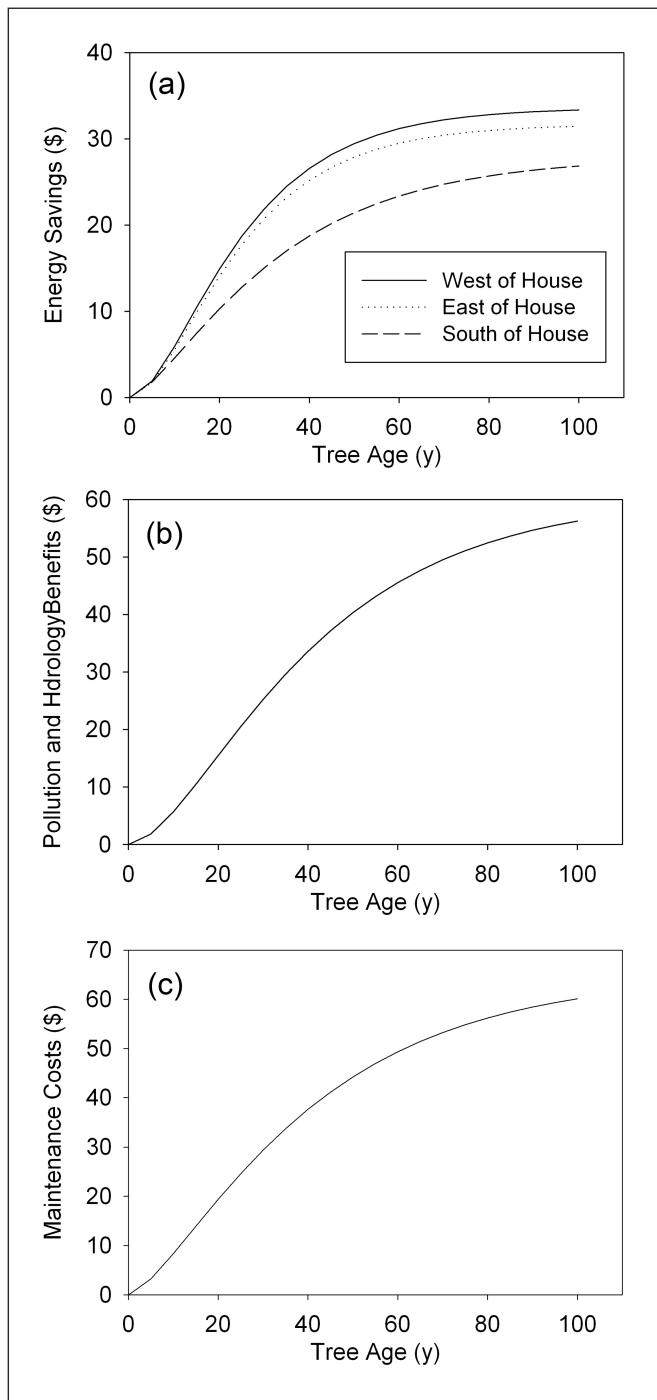 (a)
Energy Savings ($)
40
30
20
10
0
West of House
East of House
South of House
0 20 40 60 80 100
Tree Age (y)
(b)
Pollution and HdrologyBenefits ($)
60
50
40
30
20
10
0
0 20 40 60 80 100
Tree Age (y)
(c)
Maintenance Costs ($)
70
60
50
40
30
20
10
0
0 20 40 60 80 100
Tree Age (y)